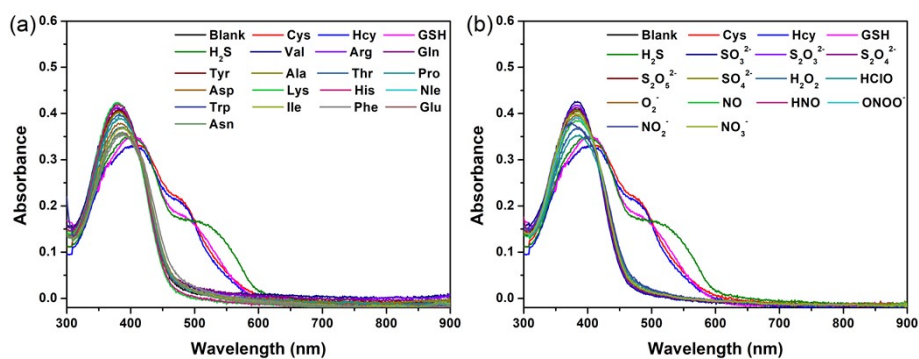 (a)
Blank Cys Hcy GSH
H₂S Val Arg Gln
Tyr Ala Thr Pro
Asp Lys His Nle
Trp Ile Phe Glu
Asn
0.6
0.5
0.4
0.3
0.2
0.1
0.0
Absorbance
300 400 500 600 700 800 900
Wavelength (nm)
(b)
Blank Cys Hcy GSH
H₂S SO₃²⁻ S₂O₃²⁻ S₂O₄²⁻
S₂O₅²⁻ SO₄²⁻ H₂O₂ HClO
O₂⁻ NO HNO ONOO⁻
NO₂⁻ NO₃⁻
0.6
0.5
0.4
0.3
0.2
0.1
0.0
Absorbance
300 400 500 600 700 800 900
Wavelength (nm)